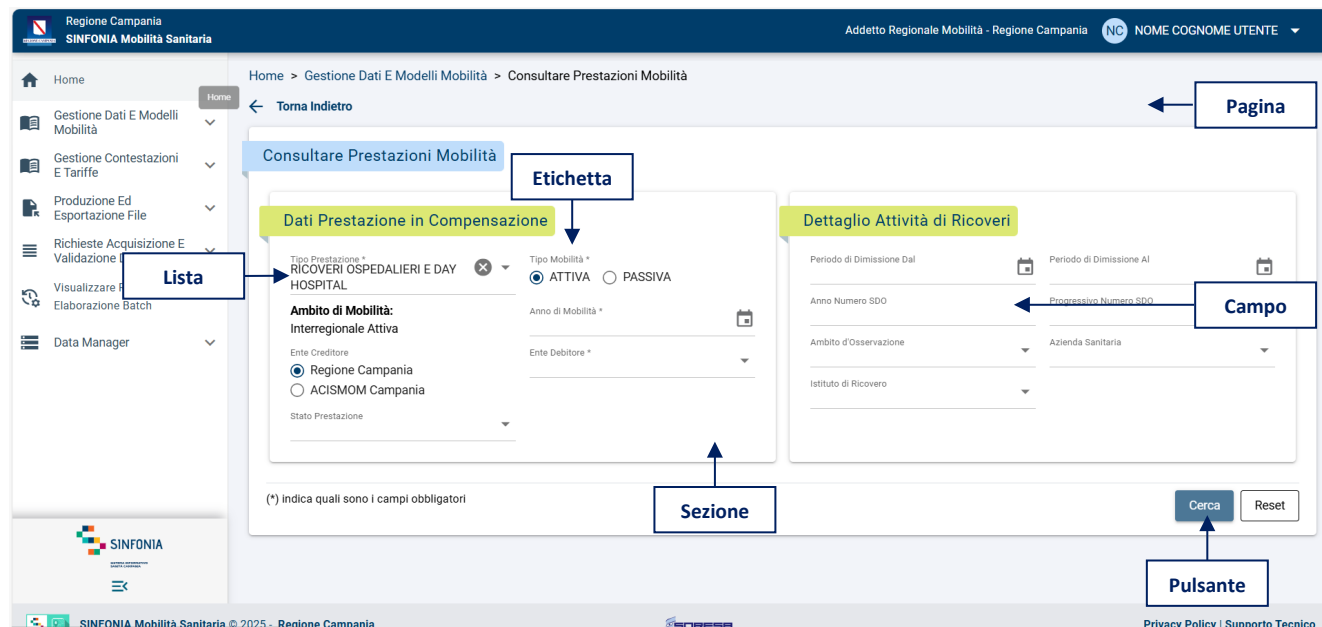 Regione Campania
SINFONIA Mobilità Sanitaria
Addetto Regionale Mobilità - Regione Campania
NC
NOME COGNOME UTENTE
Home
Home
Gestione Dati E Modelli
Mobilità
Gestione Contestazioni
E Tariffe
Produzione Ed
Esportazione File
Richieste Acquisizione E
Validazione
Visualizzare
Elaborazione Batch
Data Manager
SINFONIA
Home > Gestione Dati E Modelli Mobilità > Consultare Prestazioni Mobilità
Torna Indietro
Pagina
Consultare Prestazioni Mobilità
Etichetta
Dati Prestazione in Compensazione
Lista
Tipo Prestazione *
RICOVERI OSPEDALIERI E DAY
HOSPITAL
Tipo Mobilità *
ATTIVA
PASSIVA
Ambito di Mobilità:
Interregionale Attiva
Anno di Mobilità *
Ente Creditore
Regione Campania
ACISMOM Campania
Ente Debitore *
Stato Prestazione
Sezione
Dettaglio Attività di Ricoveri
Periodo di Dimissione Dal
Periodo di Dimissione Al
Anno Numero SDO
Progressivo Numero SDO
Campo
Ambito d'Osservazione
Azienda Sanitaria
Istituto di Ricovero
(*) indica quali sono i campi obbligatori
Cerca
Reset
Pulsante
SINFONIA Mobilità Sanitaria © 2025 - Regione Campania
SORESA
Privacy Policy | Supporto Tecnico